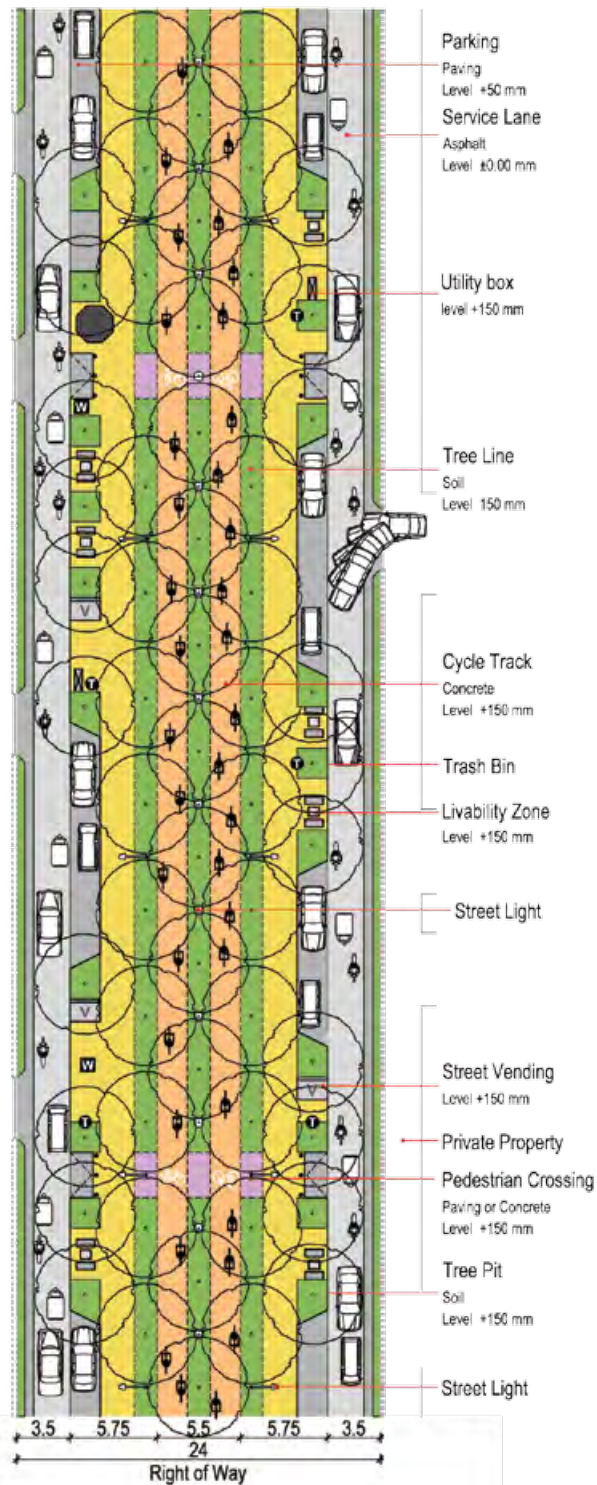 Parking
Paving
Level +50 mm
Service Lane
Asphalt
Level ±0.00 mm
Utility box
level +150 mm
T
W
Tree Line
Soil
Level 150 mm
V
T
Cycle Track
Concrete
Level +150 mm
T
Trash Bin
Livability Zone
Level +150 mm
Street Light
V
W
V
Street Vending
Level +150 mm
T
T
Private Property
Pedestrian Crossing
Paving or Concrete
Level +150 mm
Tree Pit
Soil
Level +150 mm
Street Light
3.5 5.75 5.5 5.75 3.5
24
Right of Way